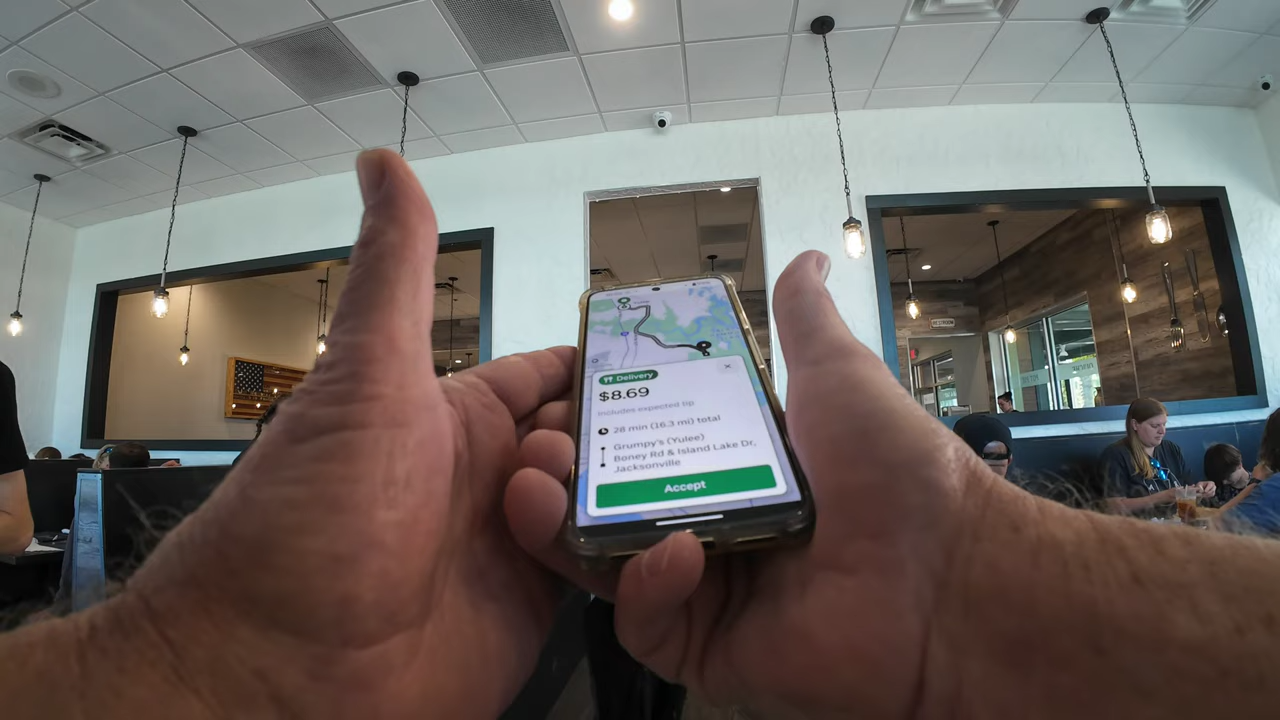 Delivery
$8.69
Includes expected tip
28 min (16.3 mi) total
Grumpy's (Yulee)
Boney Rd & Island Lake Dr,
Jacksonville
Accept
RESTROOM